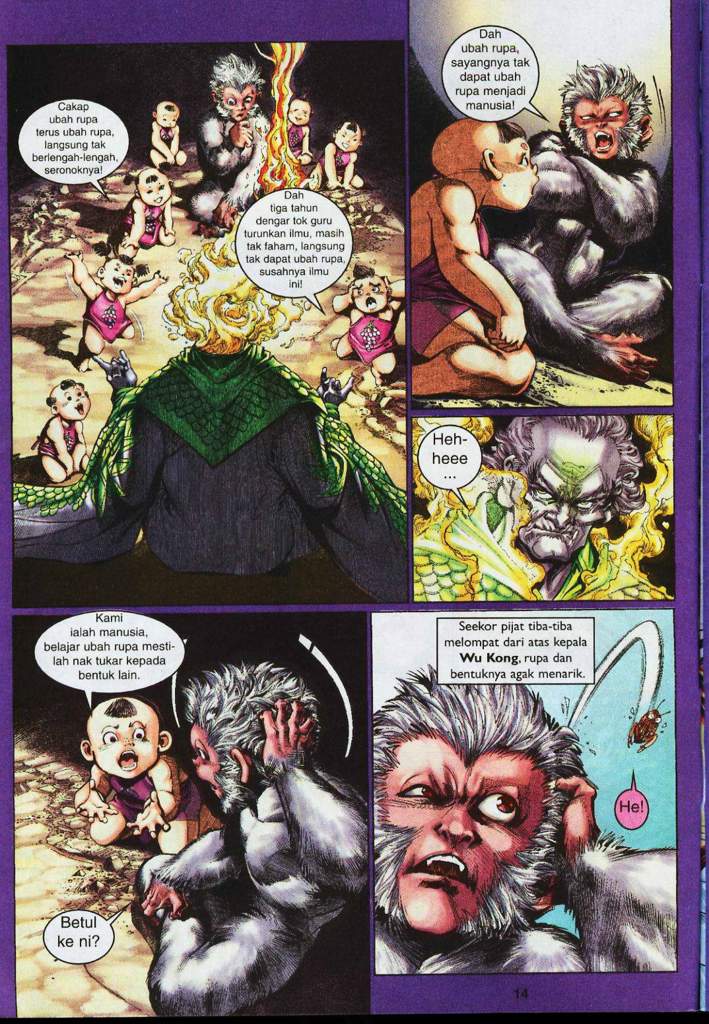 Cakap
ubah rupa
terus ubah rupa,
langsung tak
berlengah-lengah,
seronoknya!
Dah
tiga tahun
dengar tok guru
turunkan ilmu, masih
tak faham, langsung
tak dapat ubah rupa,
susahnya ilmu
ini!
Dah
ubah rupa,
sayangnya tak
dapat ubah
rupa menjadi
manusia!
Heh-
heee
...
Kami
ialah manusia,
belajar ubah rupa mesti-
lah nak tukar kepada
bentuk lain.
Betul
ke ni?
Seekor pijat tiba-tiba
melompat dari atas kepala
Wu Kong, rupa dan
bentuknya agak menarik.
He!
14